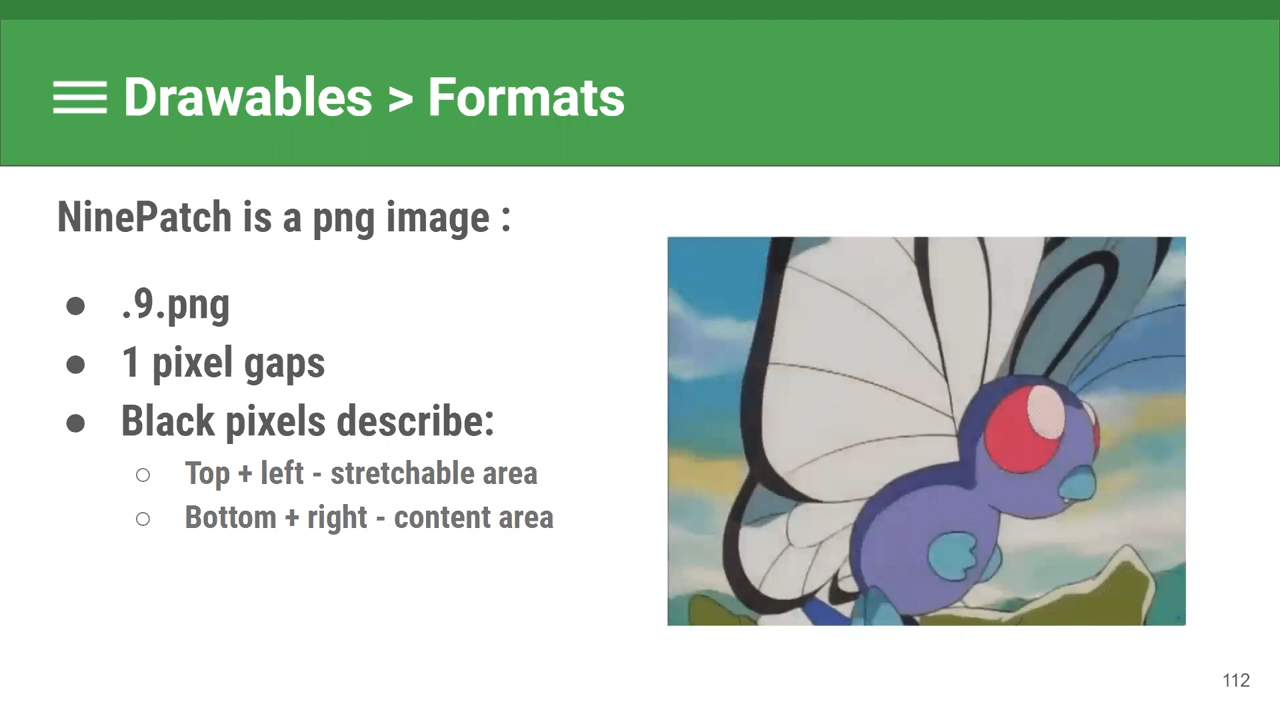 Drawables > Formats
NinePatch is a png image :
● .9.png
● 1 pixel gaps
● Black pixels describe:
○ Top + left - stretchable area
○ Bottom + right - content area
112